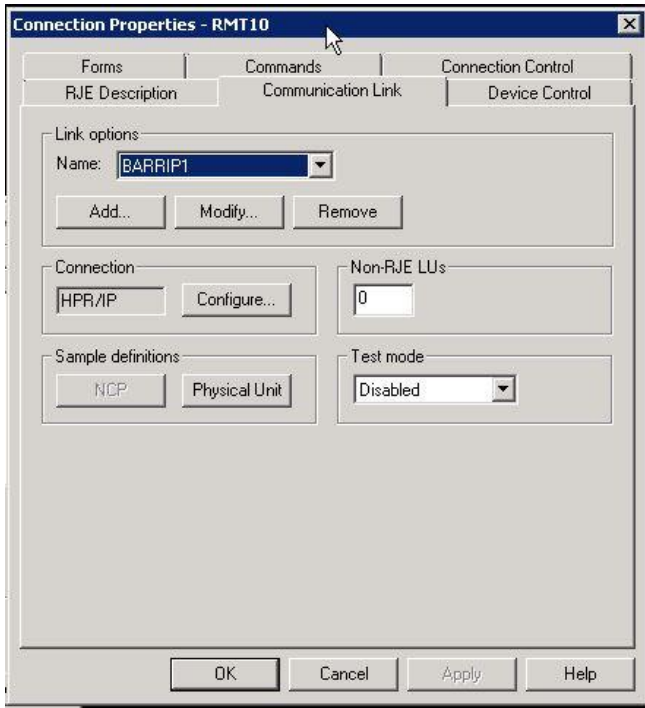 Connection Properties - RMT10
Forms Commands Connection Control
RJE Description Communication Link Device Control
Link options
Name: BARRIP1
Add... Modify... Remove
Connection Non-RJE LUs
HPR/IP Configure... 0
Sample definitions Test mode
NCP Physical Unit Disabled
OK Cancel Apply Help